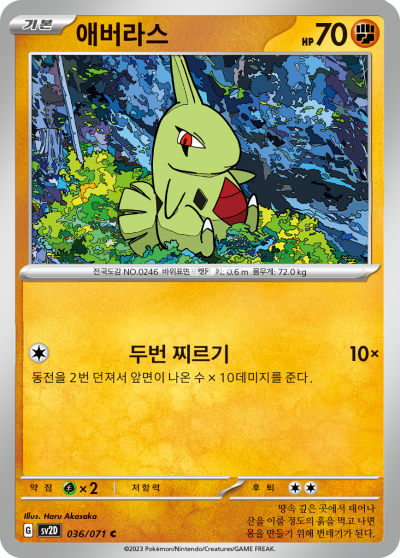 기본 애버라스 HP 70
전국도감 NO.0246 바위표면 포켓몬 키: 0.6 m 몸무게: 72.0 kg
두번 찌르기 10×
동전을 2번 던져서 앞면이 나온 수 × 10데미지를 준다.
약점 ×2 저항력 후퇴
Illus. Haru Akasaka
G SV2D 036/071 C
땅속 깊은 곳에서 태어나
산을 이룰 정도의 흙을 먹고 나면
몸을 만들기 위해 번데기가 된다.
©2023 Pokémon/Nintendo/Creatures/GAME FREAK.